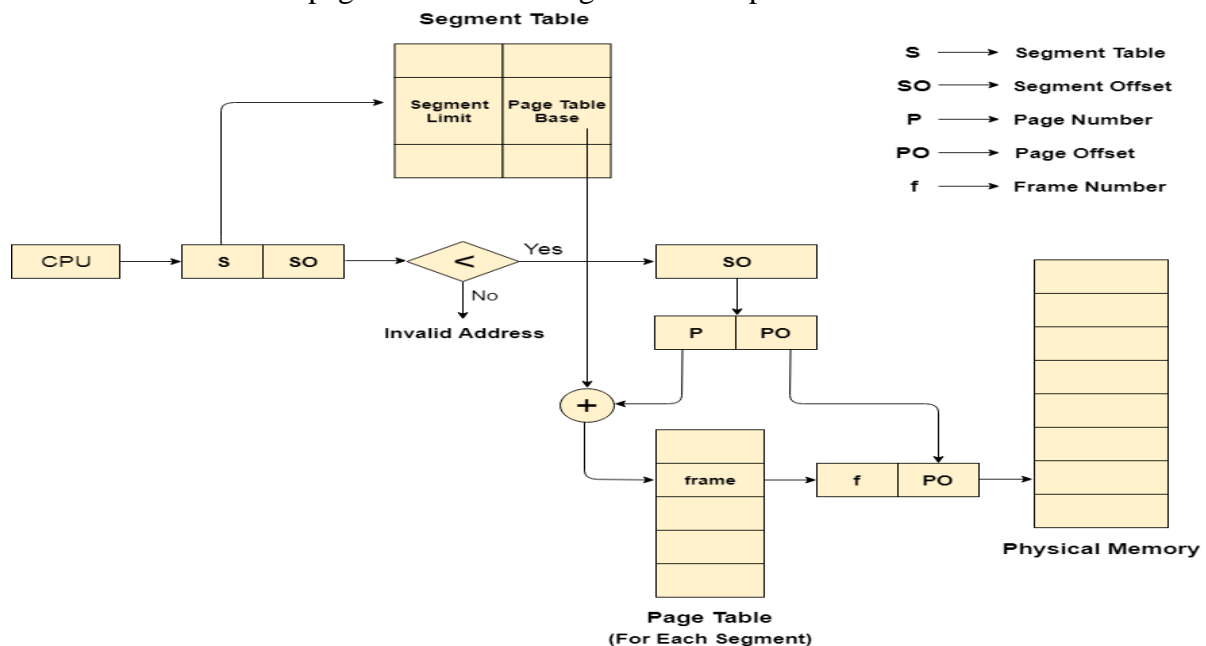 Segment Table
Segment Limit
Page Table Base
S Segment Table
SO Segment Offset
P Page Number
PO Page Offset
f Frame Number
CPU
S
SO
<
Yes
No
Invalid Address
SO
P
PO
+
frame
f
PO
Physical Memory
Page Table
(For Each Segment)